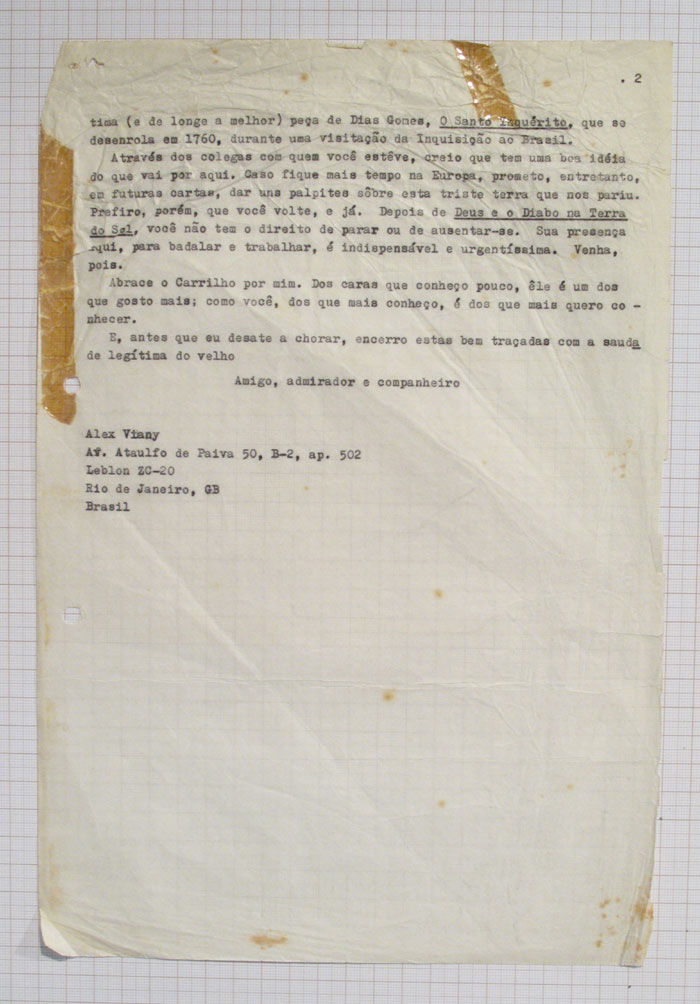 . 2
tima (e de longe a melhor) peça de Dias Gomes, O Santo Inquérito, que se
desenrola em 1760, durante uma visitação da Inquisição ao Brasil.
Através dos colegas com quem você estêve, creio que tem uma boa idéia
do que vai por aqui. Caso fique mais tempo na Europa, prometo, entretanto,
em futuras cartas, dar uns palpites sôbre esta triste terra que nos pariu.
Prefiro, porém, que você volte, e já. Depois de Deus e o Diabo na Terra
do Sol, você não tem o direito de parar ou de ausentar-se. Sua presença
aqui, para badalar e trabalhar, é indispensável e urgentíssima. Venha,
pois.
Abrace o Carrilho por mim. Dos caras que conheço pouco, êle é um dos
que gosto mais; como você, dos que mais conheço, é dos que mais quero co -
nhecer.
E, antes que eu desate a chorar, encerro estas bem traçadas com a sauda
de legítima do velho
Amigo, admirador e companheiro
Alex Viany
Av. Ataulfo de Paiva 50, B-2, ap. 502
Leblon ZC-20
Rio de Janeiro, GB
Brasil